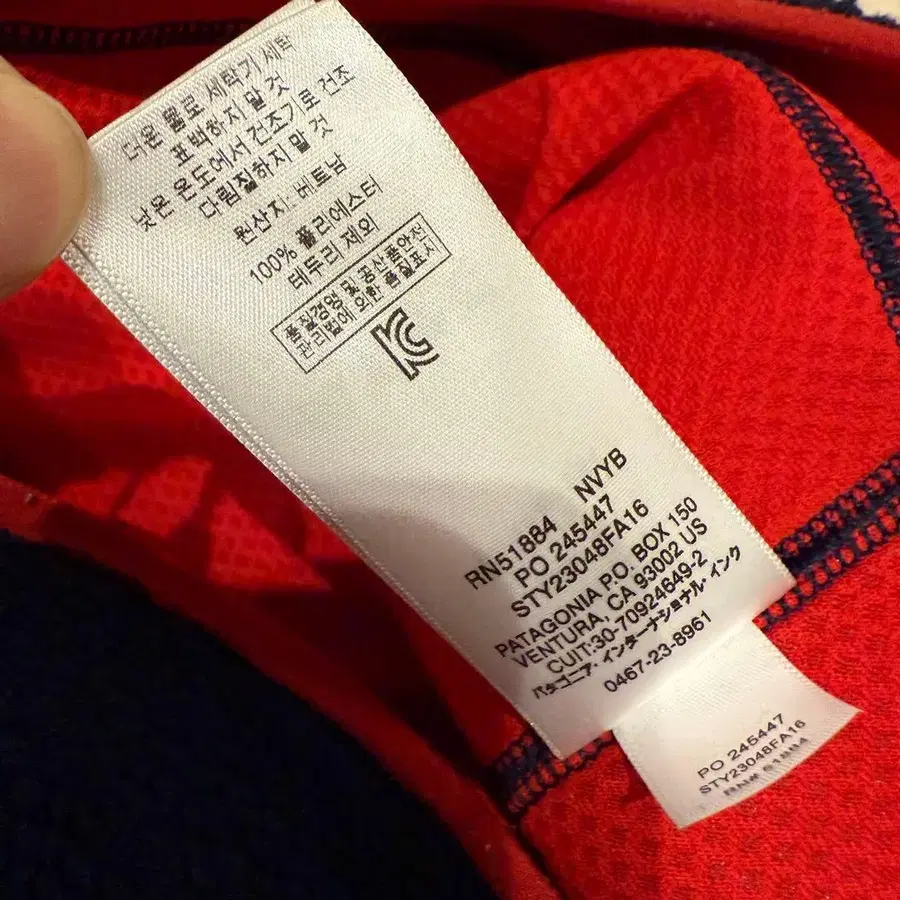 더운 물로 세탁기 세탁
표백하지 말 것
낮은 온도에서 건조기로 건조
다림질하지 말 것
원산지: 베트남
100% 폴리에스터
테두리 제외
품질경영 및 공산품안전
관리법에 의한 품질표시
RN51884 NVYB
PO 245447
STY23048FA16
PATAGONIA P.O. BOX 150
VENTURA, CA 93002 US
CUIT:30-70924649-2
パタゴニア・インターナショナル・インク
0467-23-8961
PO 245447
STY23048FA16
RN# 51884